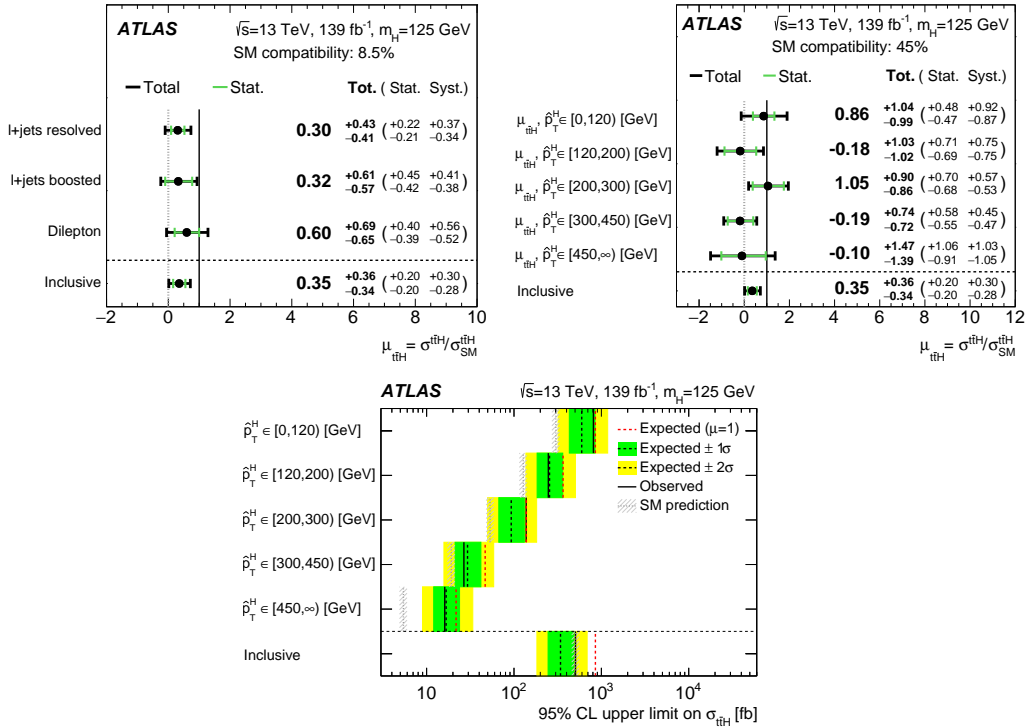 ATLAS √s=13 TeV, 139 fb⁻¹, m_H=125 GeV
SM compatibility: 8.5%
Total Stat. Tot. ( Stat. Syst. )
l+jets resolved 0.30 +0.43 −0.41 ( +0.22 −0.21 +0.37 −0.34 )
l+jets boosted 0.32 +0.61 −0.57 ( +0.45 −0.42 +0.41 −0.38 )
Dilepton 0.60 +0.69 −0.65 ( +0.40 −0.39 +0.56 −0.52 )
Inclusive 0.35 +0.36 −0.34 ( +0.20 −0.20 +0.30 −0.28 )
−2 0 2 4 6 8 10
μ_tt̄H = σ^tt̄H/σ^tt̄H_SM
ATLAS √s=13 TeV, 139 fb⁻¹, m_H=125 GeV
SM compatibility: 45%
Total Stat. Tot. ( Stat. Syst. )
μ_tt̄H, p̂_T^H ∈ [0,120) [GeV] 0.86 +1.04 −0.99 ( +0.48 −0.47 +0.92 −0.87 )
μ_tt̄H, p̂_T^H ∈ [120,200) [GeV] -0.18 +1.03 −1.02 ( +0.71 −0.69 +0.75 −0.75 )
μ_tt̄H, p̂_T^H ∈ [200,300) [GeV] 1.05 +0.90 −0.86 ( +0.70 −0.68 +0.57 −0.53 )
μ_tt̄H, p̂_T^H ∈ [300,450) [GeV] -0.19 +0.74 −0.72 ( +0.58 −0.55 +0.45 −0.47 )
μ_tt̄H, p̂_T^H ∈ [450,∞) [GeV] -0.10 +1.47 −1.39 ( +1.06 −0.91 +1.03 −1.05 )
Inclusive 0.35 +0.36 −0.34 ( +0.20 −0.20 +0.30 −0.28 )
−2 0 2 4 6 8 10 12
μ_tt̄H = σ^tt̄H/σ^tt̄H_SM
ATLAS √s=13 TeV, 139 fb⁻¹, m_H=125 GeV
p̂_T^H ∈ [0,120) [GeV]
p̂_T^H ∈ [120,200) [GeV]
p̂_T^H ∈ [200,300) [GeV]
p̂_T^H ∈ [300,450) [GeV]
p̂_T^H ∈ [450,∞) [GeV]
Inclusive
Expected (μ=1)
Expected ± 1σ
Expected ± 2σ
Observed
SM prediction
10 10² 10³ 10⁴
95% CL upper limit on σ_tt̄H [fb]